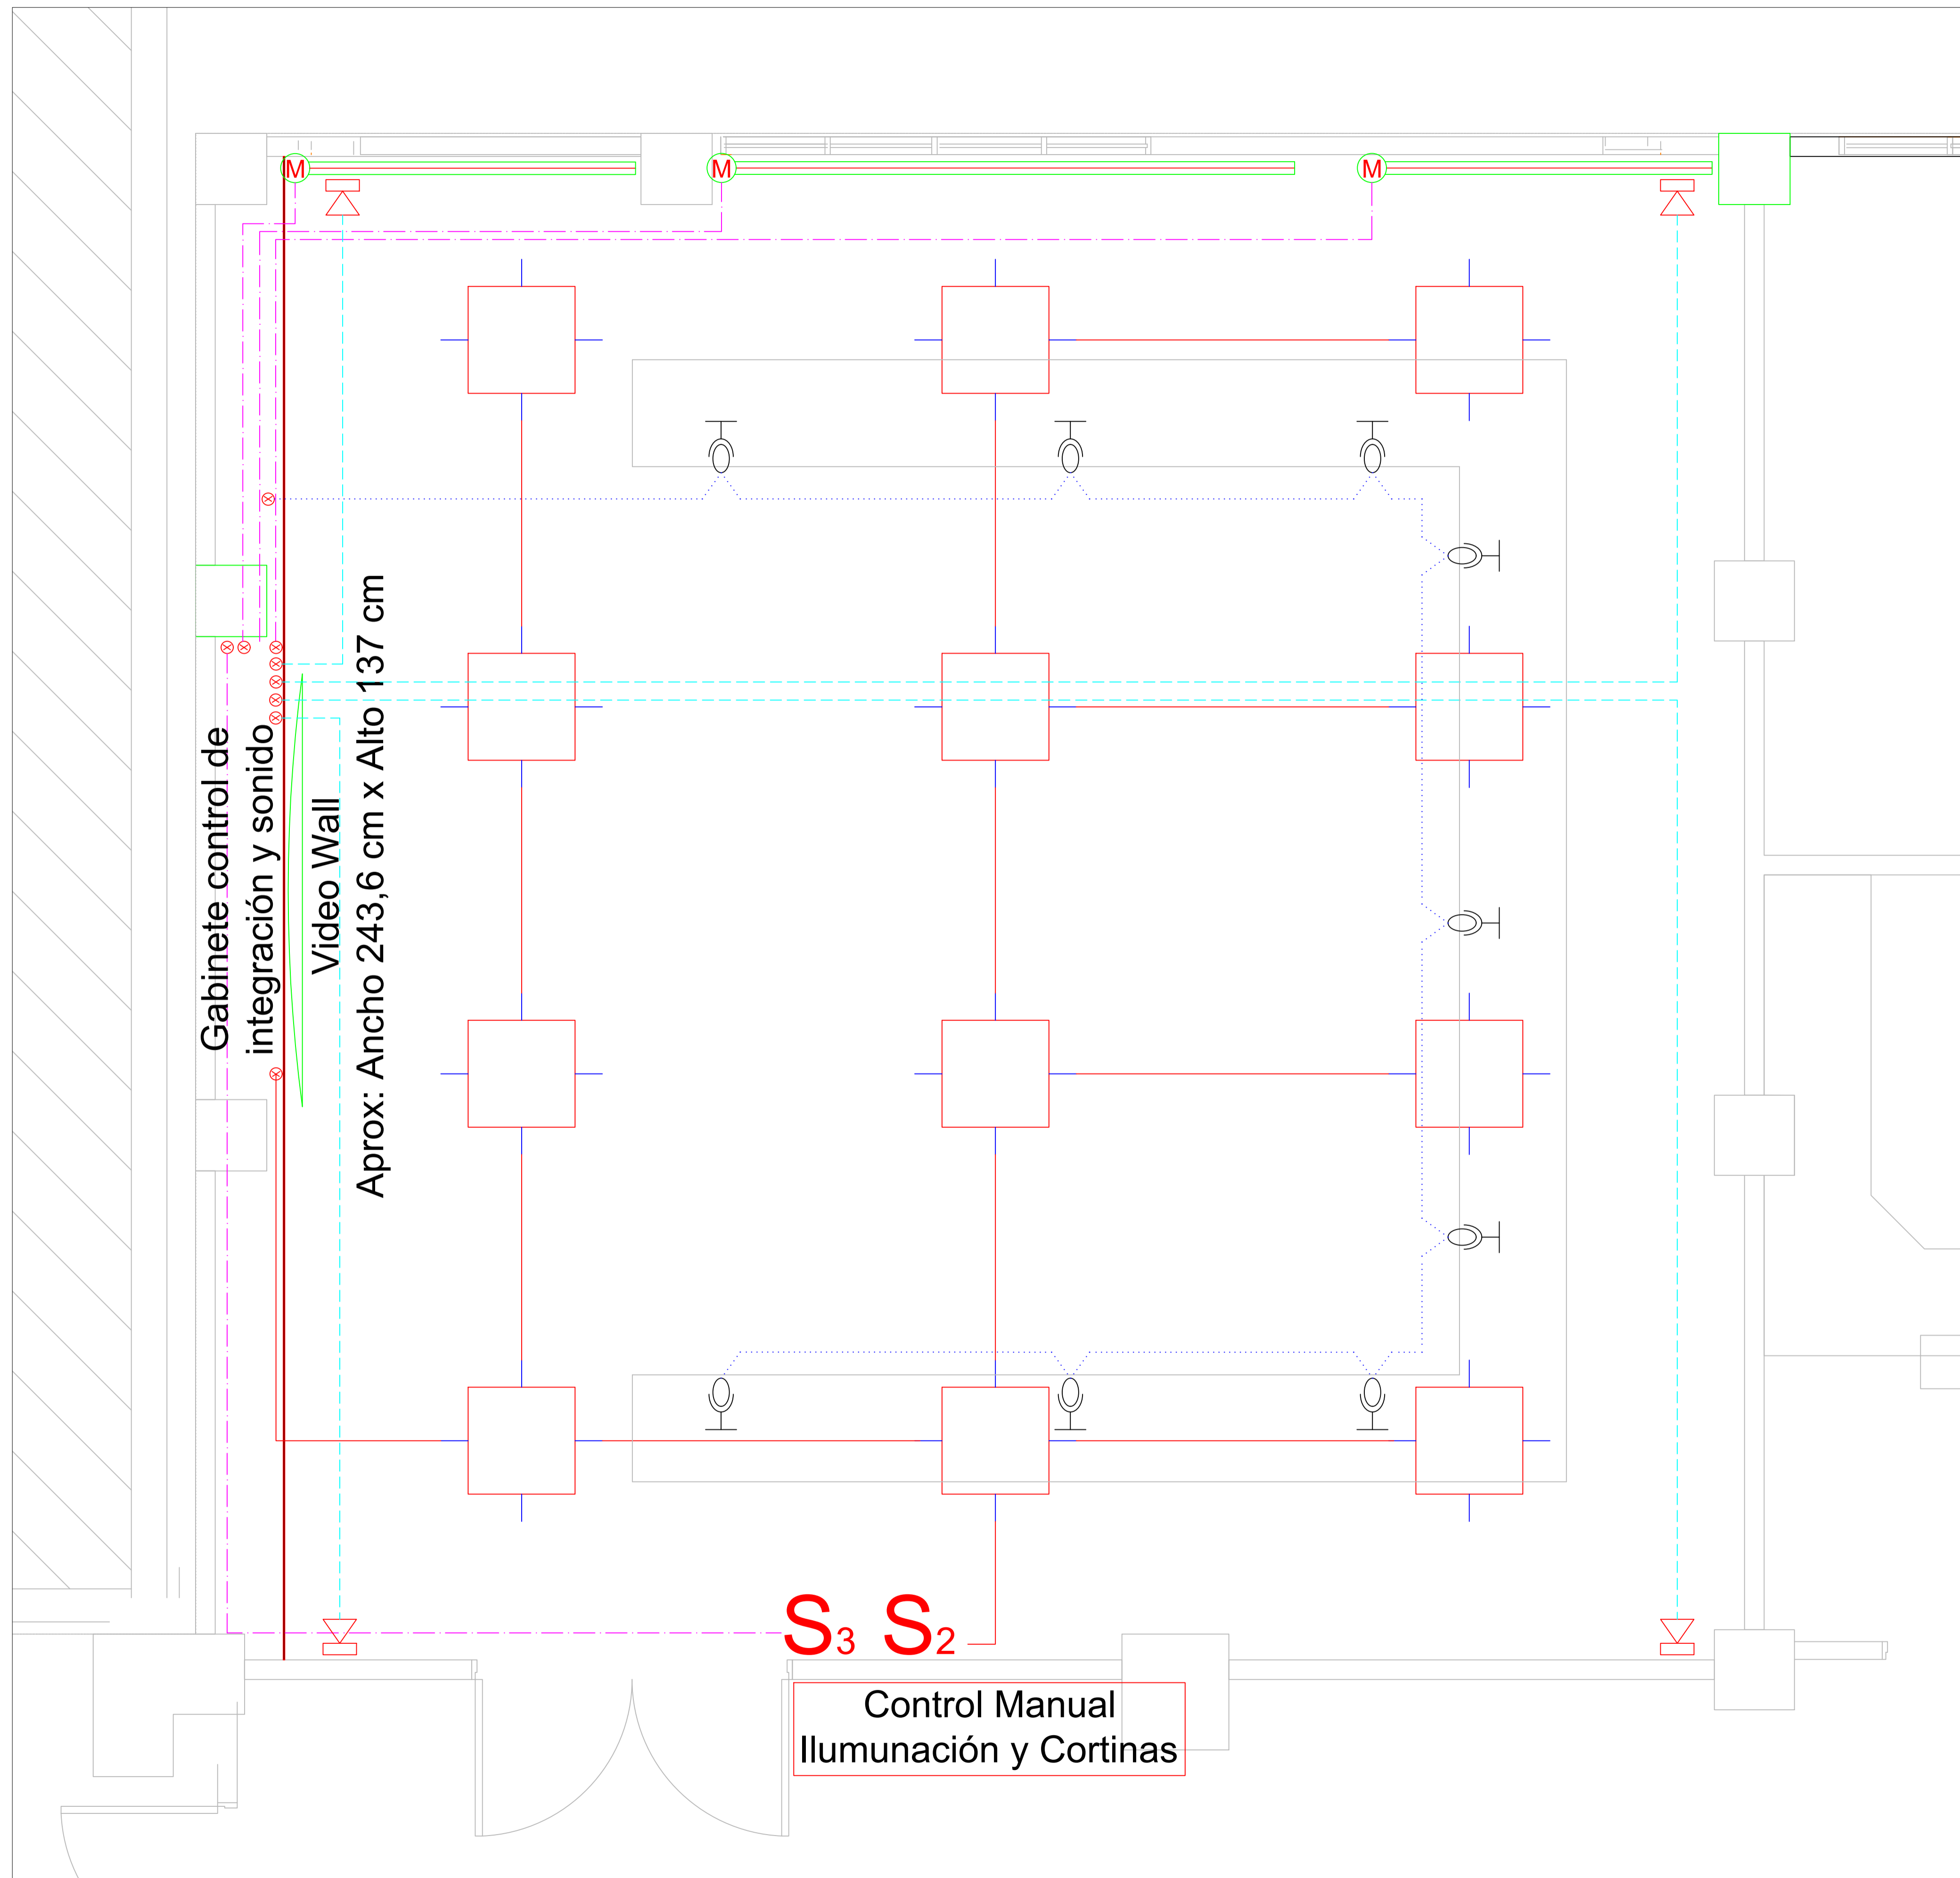 M
M
M
Gabinete control de
integración y sonido
Video Wall
Aprox: Ancho 243,6 cm x Alto 137 cm
S3 S2
Control Manual
Ilumunación y Cortinas